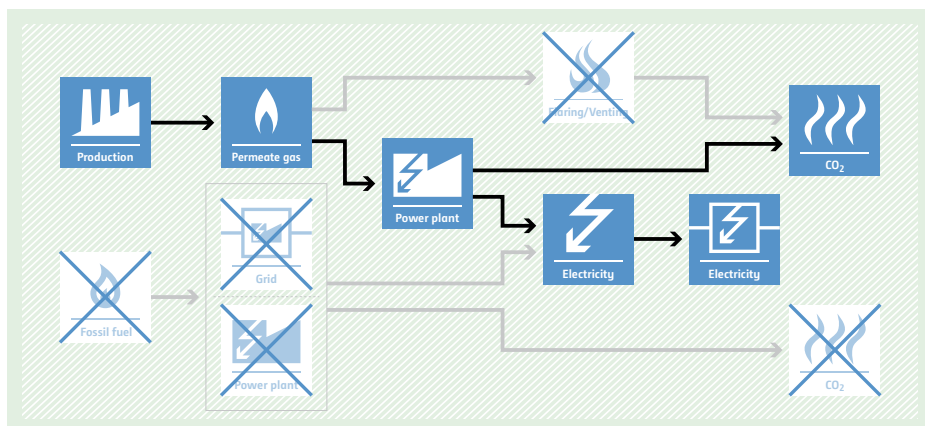 Flaring/Venting
Production
Permeate gas
CO₂
Power plant
Grid
Electricity
Electricity
Fossil fuel
Power plant
CO₂